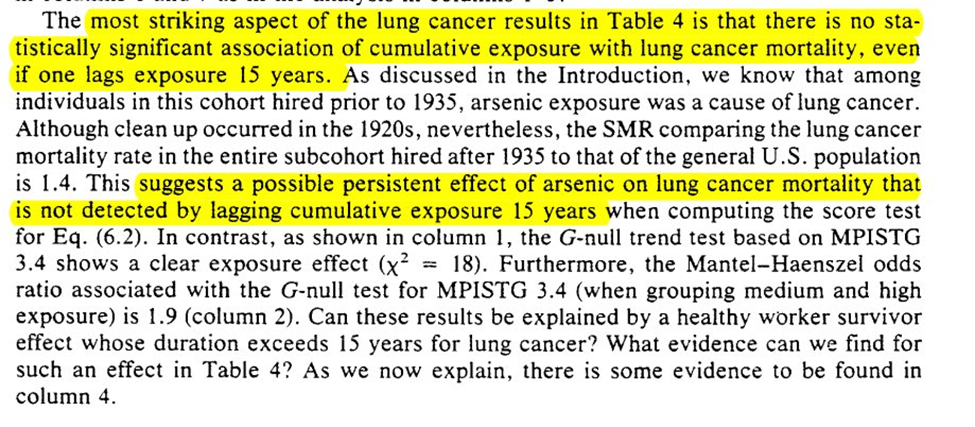 The most striking aspect of the lung cancer results in Table 4 is that there is no sta-
tistically significant association of cumulative exposure with lung cancer mortality, even
if one lags exposure 15 years. As discussed in the Introduction, we know that among
individuals in this cohort hired prior to 1935, arsenic exposure was a cause of lung cancer.
Although clean up occurred in the 1920s, nevertheless, the SMR comparing the lung cancer
mortality rate in the entire subcohort hired after 1935 to that of the general U.S. population
is 1.4. This suggests a possible persistent effect of arsenic on lung cancer mortality that
is not detected by lagging cumulative exposure 15 years when computing the score test
for Eq. (6.2). In contrast, as shown in column 1, the G-null trend test based on MPISTG
3.4 shows a clear exposure effect (χ² = 18). Furthermore, the Mantel–Haenszel odds
ratio associated with the G-null test for MPISTG 3.4 (when grouping medium and high
exposure) is 1.9 (column 2). Can these results be explained by a healthy worker survivor
effect whose duration exceeds 15 years for lung cancer? What evidence can we find for
such an effect in Table 4? As we now explain, there is some evidence to be found in
column 4.